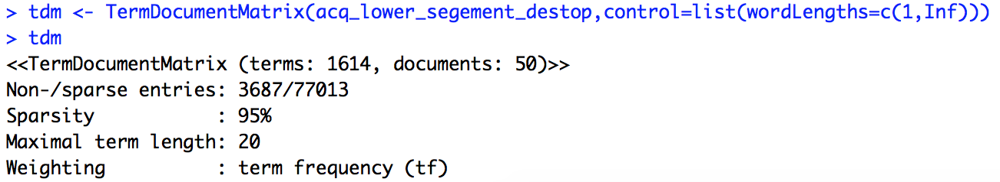 > tdm <- TermDocumentMatrix(acq_lower_segement_destop,control=list(wordLengths=c(1,Inf)))
> tdm
<<TermDocumentMatrix (terms: 1614, documents: 50)>>
Non-/sparse entries: 3687/77013
Sparsity           : 95%
Maximal term length: 20
Weighting          : term frequency (tf)